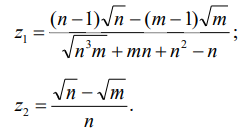 z₁ = ((n−1)√n − (m−1)√m) / (√(n³m) + mn + n² − n);
z₂ = (√n − √m) / n.